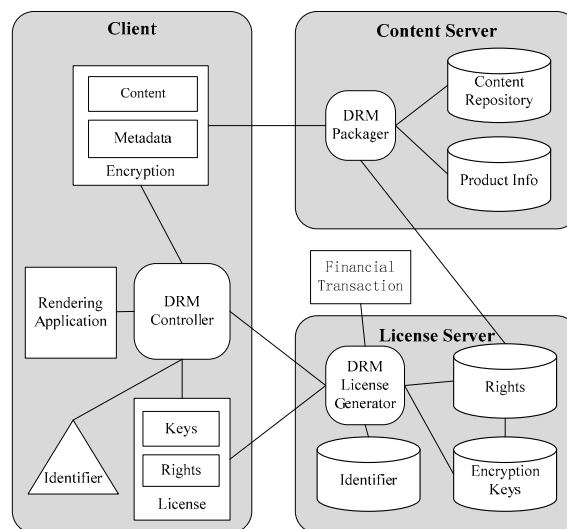 Client
Content
Metadata
Encryption
Rendering
Application
DRM
Controller
Identifier
Keys
Rights
License
Content Server
DRM
Packager
Content
Repository
Product Info
Financial
Transaction
License Server
DRM
License
Generator
Rights
Identifier
Encryption
Keys